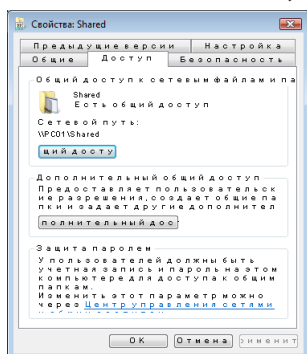 Свойства: Shared
Предыдущие версии
Настройка
Общие
Доступ
Безопасность
Общий доступ к сетевым файлам и па
Shared
Есть общий доступ
Сетевой путь:
\\PC01\Shared
щий досту
Дополнительный общий доступ
Предоставляет пользовательск
ие разрешения, создает общие па
пки и задает другие дополнител
полнительный дос
Защита паролем
У пользователей должны быть
учетная запись и пароль на этом
компьютере для доступа к общим
папкам.
Изменить этот параметр можно
через Центр управления сетями
OK
Отмена
рименит